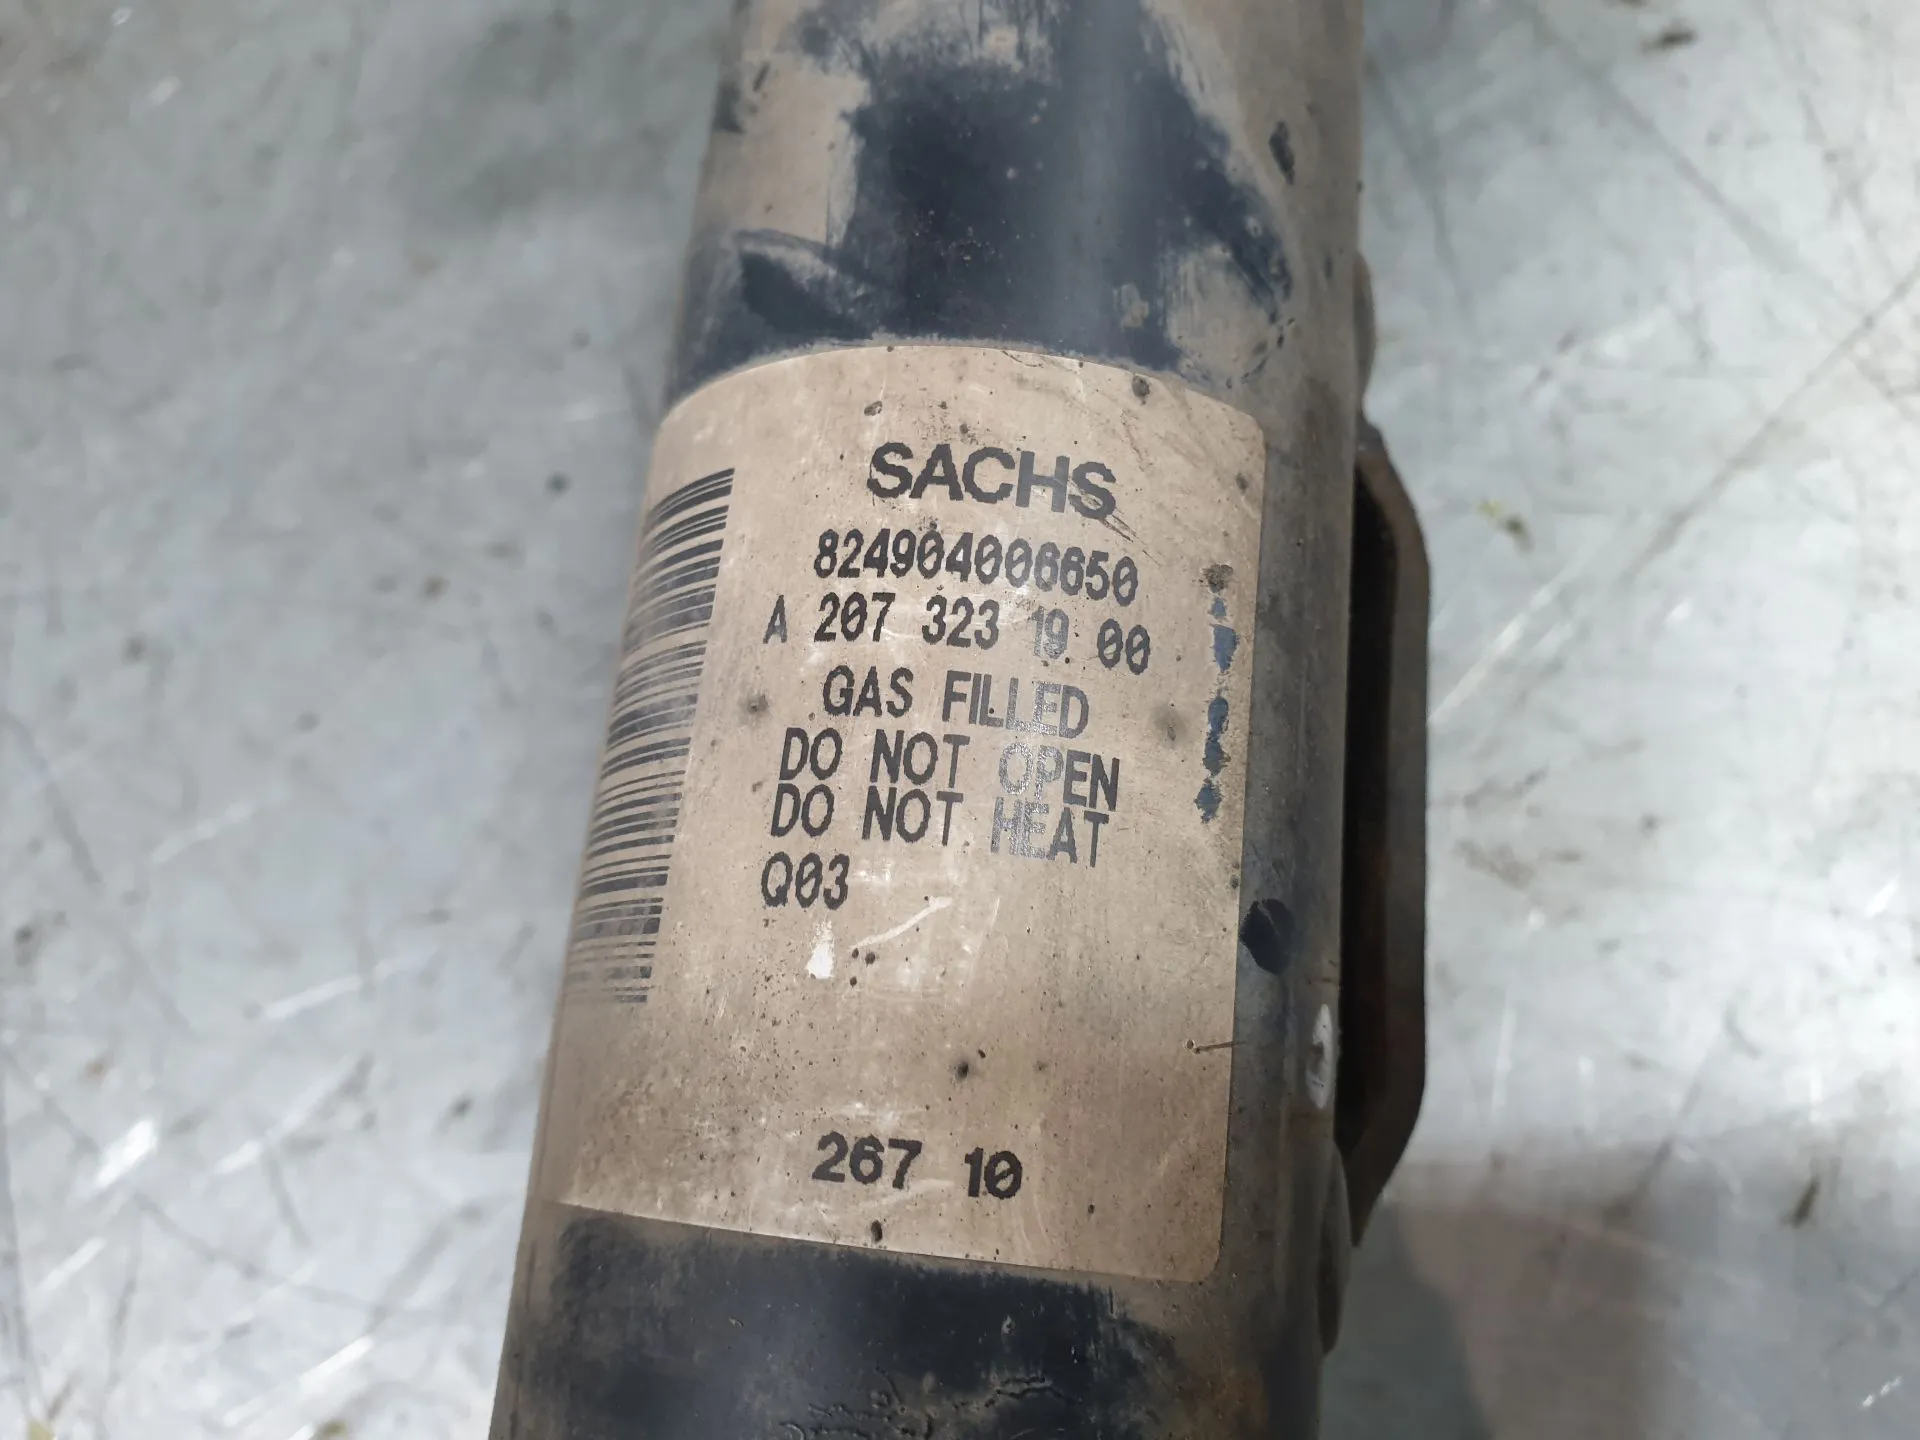 SACHS
824904006650
A 207 323 19 00
GAS FILLED
DO NOT OPEN
DO NOT HEAT
Q03
267 10